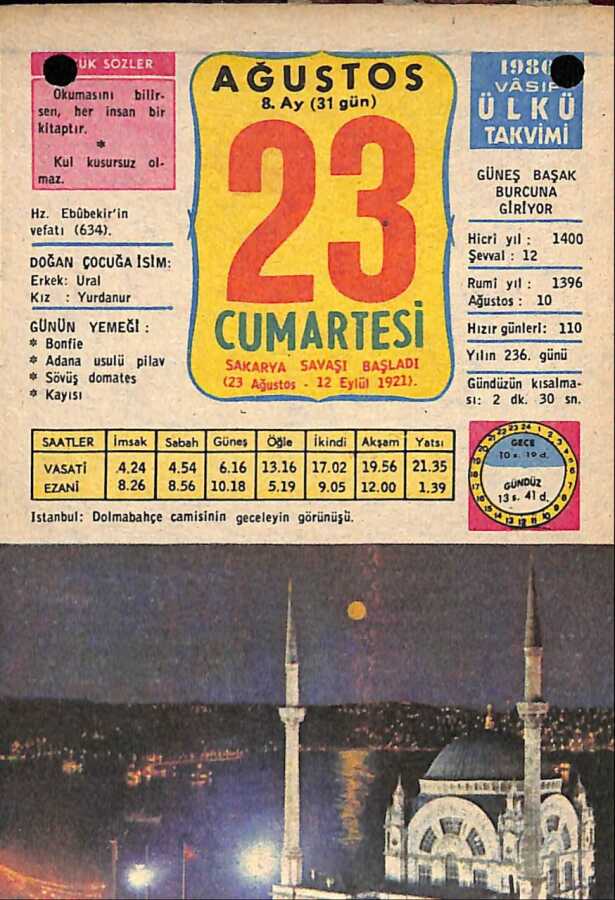 ÜK SÖZLER
Okumasını bilir-
sen, her insan bir
kitaptır.
*
Kul kusursuz ol-
maz.
Hz. Ebûbekir'in
vefatı (634).
DOĞAN ÇOCUĞA İSİM:
Erkek: Ural
Kız : Yurdanur
GÜNÜN YEMEĞİ :
* Bonfie
* Adana usulü pilav
* Sövüş domates
* Kayısı
AĞUSTOS
8. Ay (31 gün)
23
CUMARTESİ
SAKARYA SAVAŞI BAŞLADI
(23 Ağustos - 12 Eylül 1921).
1980
VÂSIF
ÜLKÜ
TAKVİMİ
GÜNEŞ BAŞAK
BURCUNA
GİRİYOR
Hicri yıl : 1400
Şevval : 12
Rumi yıl : 1396
Ağustos : 10
Hızır günleri: 110
Yılın 236. günü
Gündüzün kısalma-
sı: 2 dk. 30 sn.
SAATLER İmsak Sabah Güneş Öğle İkindi Akşam Yatsı
VASATİ 4.24 4.54 6.16 13.16 17.02 19.56 21.35
EZANİ 8.26 8.56 10.18 5.19 9.05 12.00 1.39
GECE
10 s. 19 d.
GÜNDÜZ
13 s. 41 d.
İstanbul: Dolmabahçe camisinin geceleyin görünüşü.